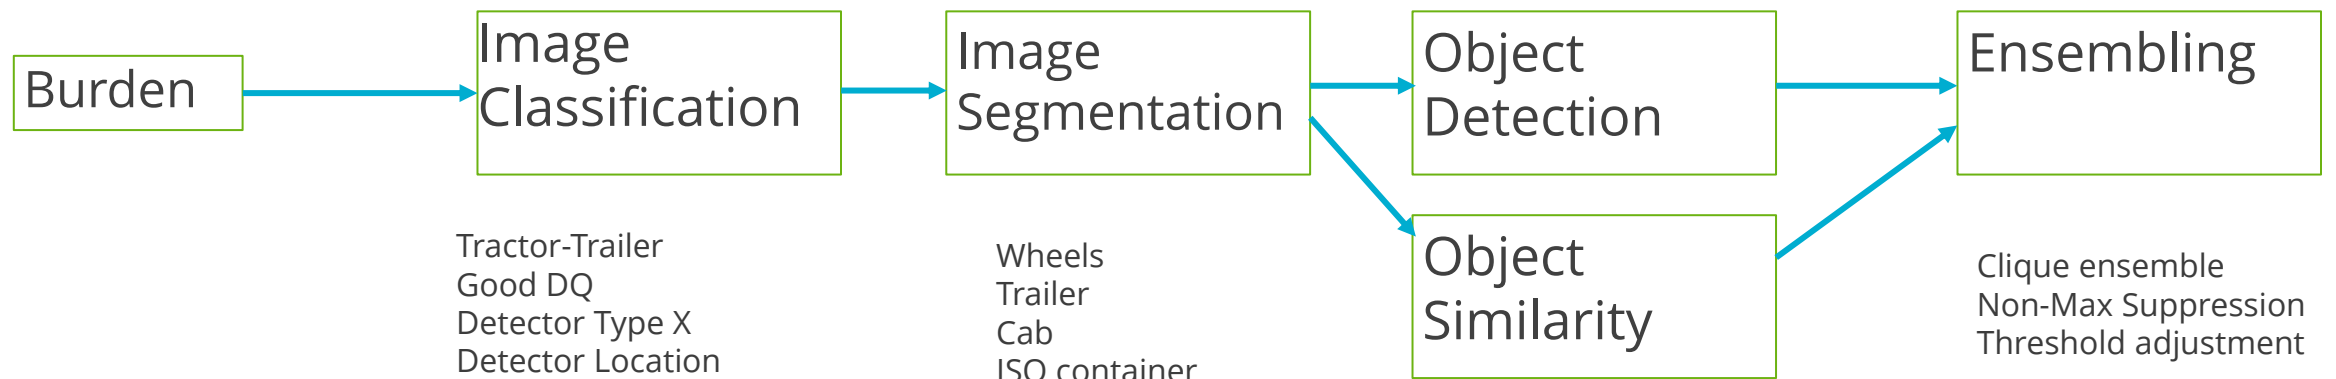 Burden
Image
Classification
Image
Segmentation
Object
Detection
Ensembling
Object
Similarity
Tractor-Trailer
Good DQ
Detector Type X
Detector Location
Wheels
Trailer
Cab
ISO container
Clique ensemble
Non-Max Suppression
Threshold adjustment